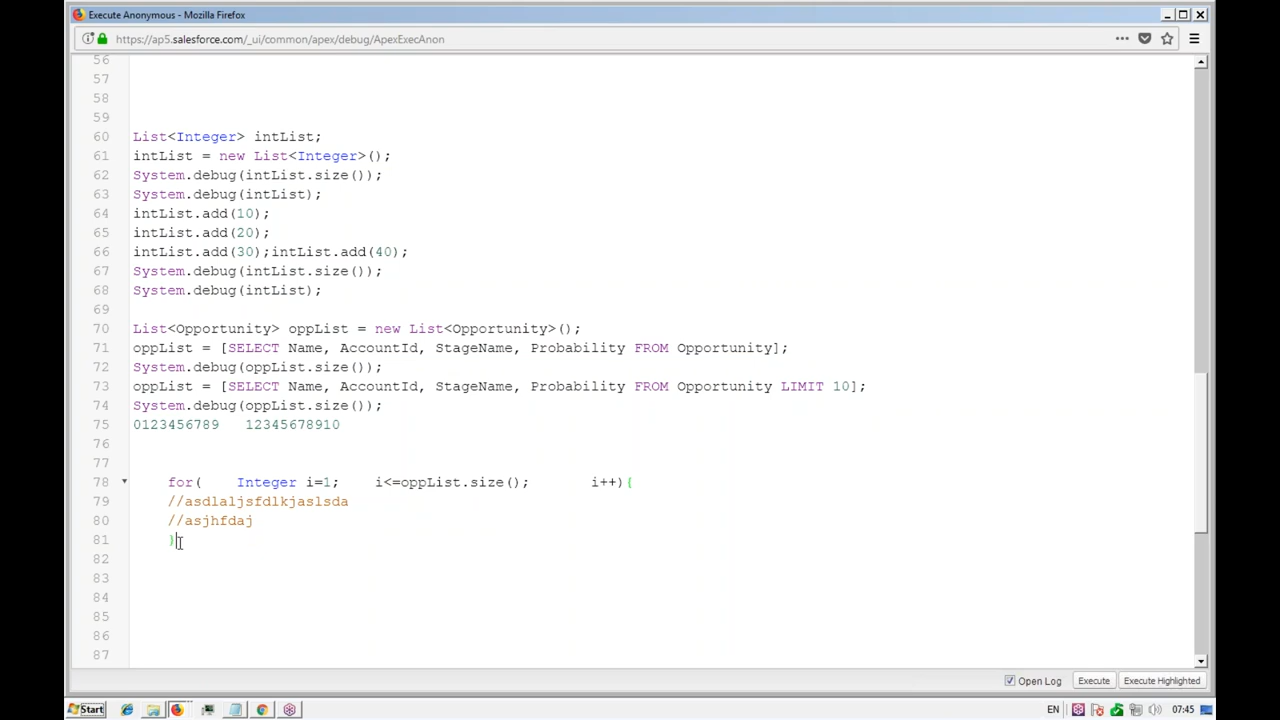 Execute Anonymous - Mozilla Firefox
https://ap5.salesforce.com/_ui/common/apex/debug/ApexExecAnon
56
57
58
59
60 List<Integer> intList;
61 intList = new List<Integer>();
62 System.debug(intList.size());
63 System.debug(intList);
64 intList.add(10);
65 intList.add(20);
66 intList.add(30);intList.add(40);
67 System.debug(intList.size());
68 System.debug(intList);
69
70 List<Opportunity> oppList = new List<Opportunity>();
71 oppList = [SELECT Name, AccountId, StageName, Probability FROM Opportunity];
72 System.debug(oppList.size());
73 oppList = [SELECT Name, AccountId, StageName, Probability FROM Opportunity LIMIT 10];
74 System.debug(oppList.size());
75 0123456789 12345678910
76
77
78 for( Integer i=1; i<=oppList.size(); i++){
79 //asdlaljsfdlkjaslsda
80 //asjhfdaj
81 }
82
83
84
85
86
87
Open Log Execute Execute Highlighted
Start EN 07:45